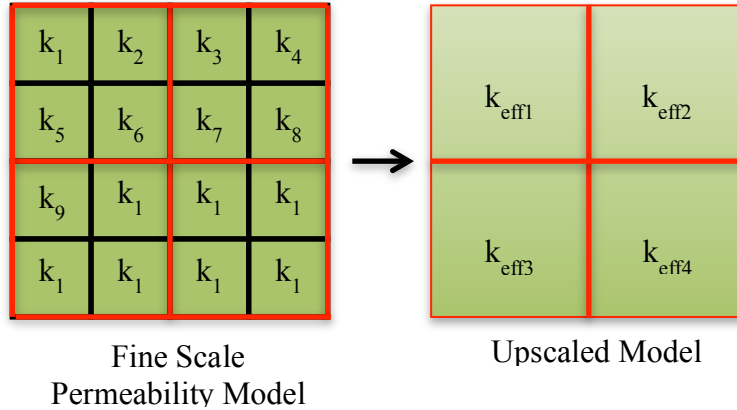 k1 k2 k3 k4
k5 k6 k7 k8
k9 k1 k1 k1
k1 k1 k1 k1
keff1 keff2
keff3 keff4
Fine Scale
Permeability Model
Upscaled Model